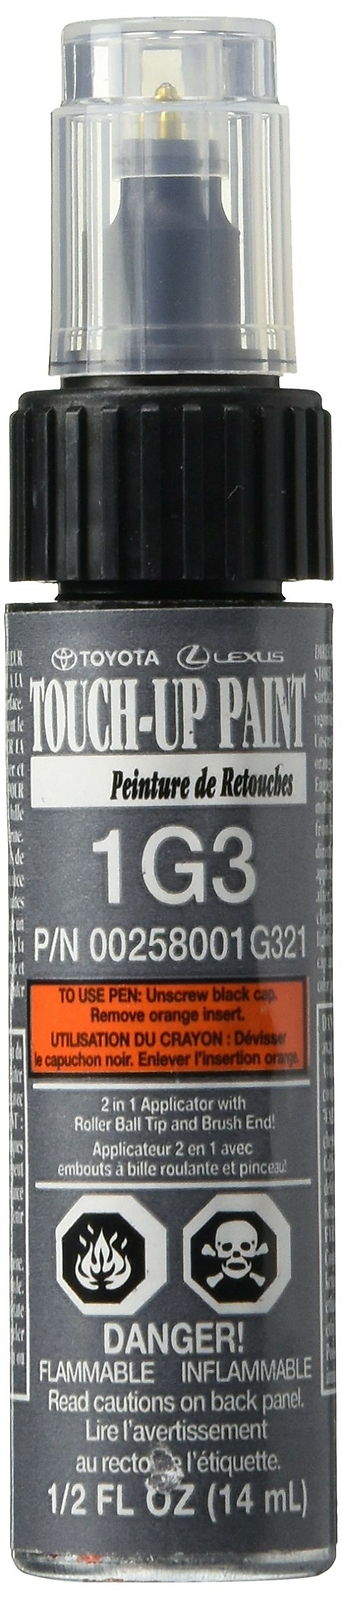 TOYOTA LEXUS
TOUCH-UP PAINT
Peinture de Retouches
1G3
P/N 00258001G321
TO USE PEN: Unscrew black cap.
Remove orange insert.
UTILISATION DU CRAYON : Dévisser
le capuchon noir. Enlever l'insertion orange.
2 in 1 Applicator with
Roller Ball Tip and Brush End!
Applicateur 2 en 1 avec
embouts à bille roulante et pinceau!
DANGER!
FLAMMABLE INFLAMMABLE
Read cautions on back panel.
Lire l'avertissement
au recto de l'étiquette.
1/2 FL OZ (14 mL)